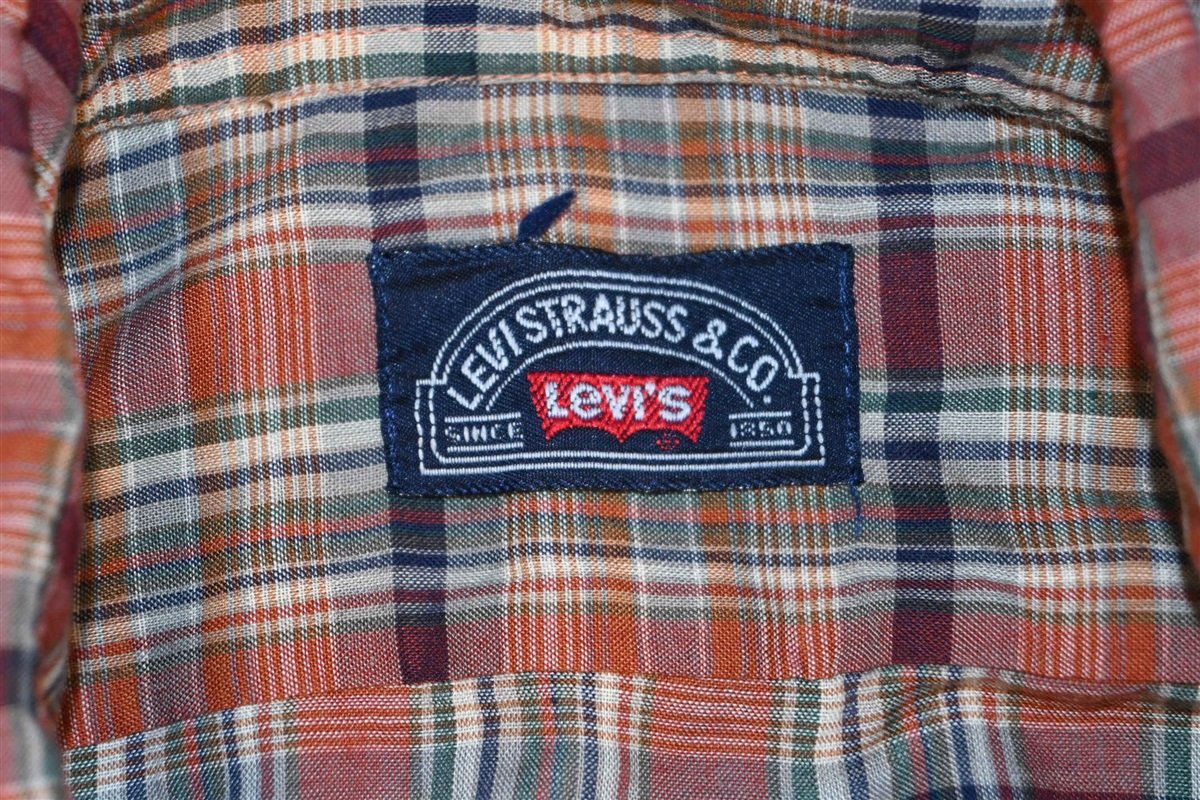 LEVI STRAUSS & CO.
LeVI'S ®
SINCE 1850